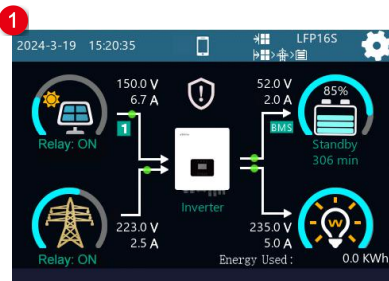 1
2024-3-19 15:20:35
LFP16S
150.0 V
6.7 A
1
Relay: ON
52.0 V
2.0 A
BMS
85%
Standby
306 min
Inverter
223.0 V
2.5 A
Relay: ON
235.0 V
5.0 A
W
Energy Used: 0.0 KWh